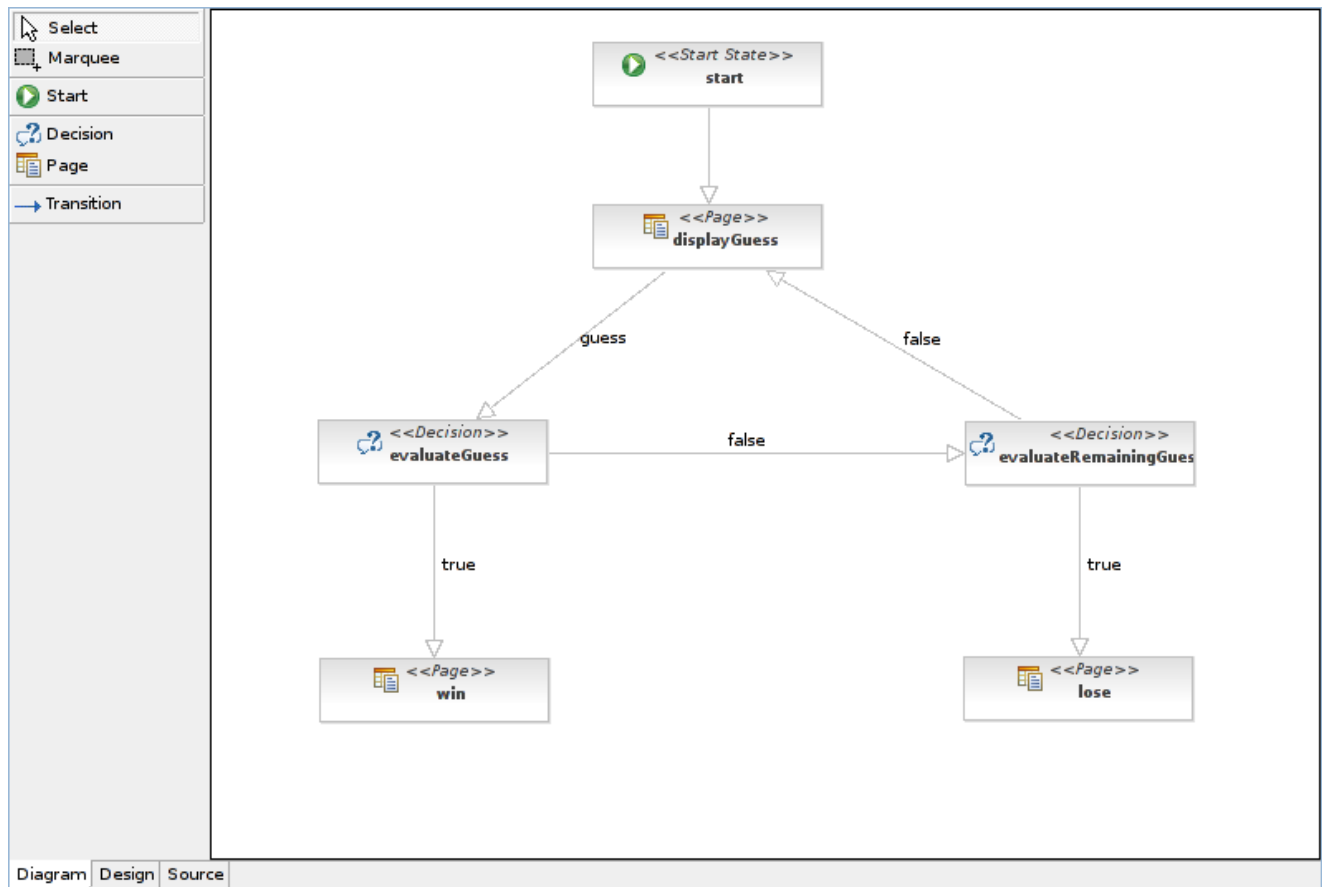 Select
Marquee
Start
Decision
Page
Transition
<<Start State>>
start
<<Page>>
displayGuess
guess
false
<<Decision>>
evaluateGuess
false
<<Decision>>
evaluateRemainingGues
true
true
<<Page>>
win
<<Page>>
lose
Diagram Design Source